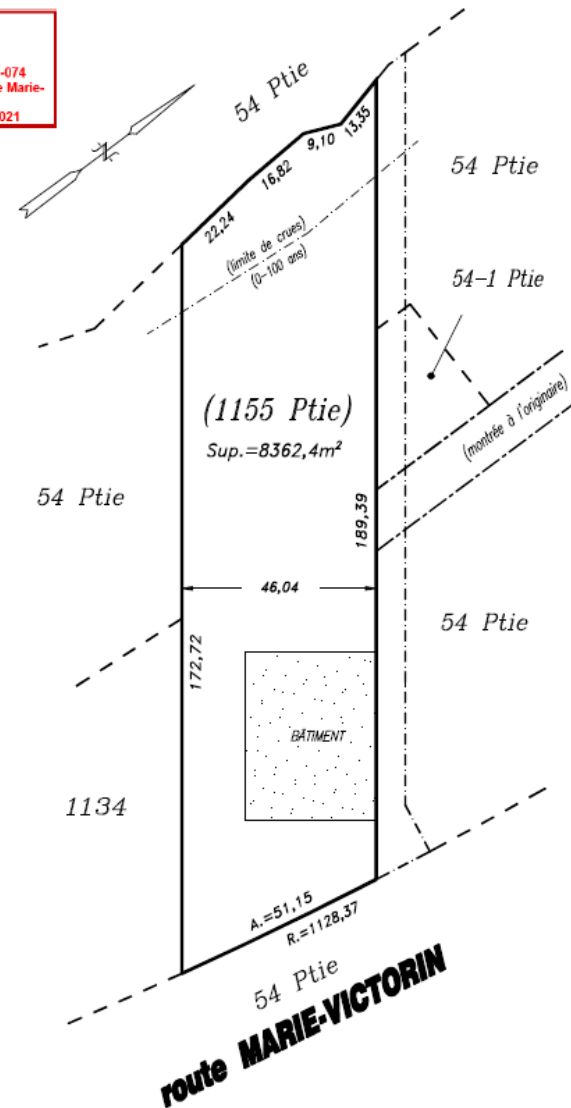 -074
e Marie-
021
54 Ptie
9,10
13,35
16,82
22,24
(limite de crues)
(0-100 ans)
54 Ptie
54-1 Ptie
(montrée à l'originaire)
(1155 Ptie)
Sup.=8362,4m²
54 Ptie
189,39
46,04
172,72
54 Ptie
BÂTIMENT
1134
A.=51,15
R.=1128,37
54 Ptie
route MARIE-VICTORIN